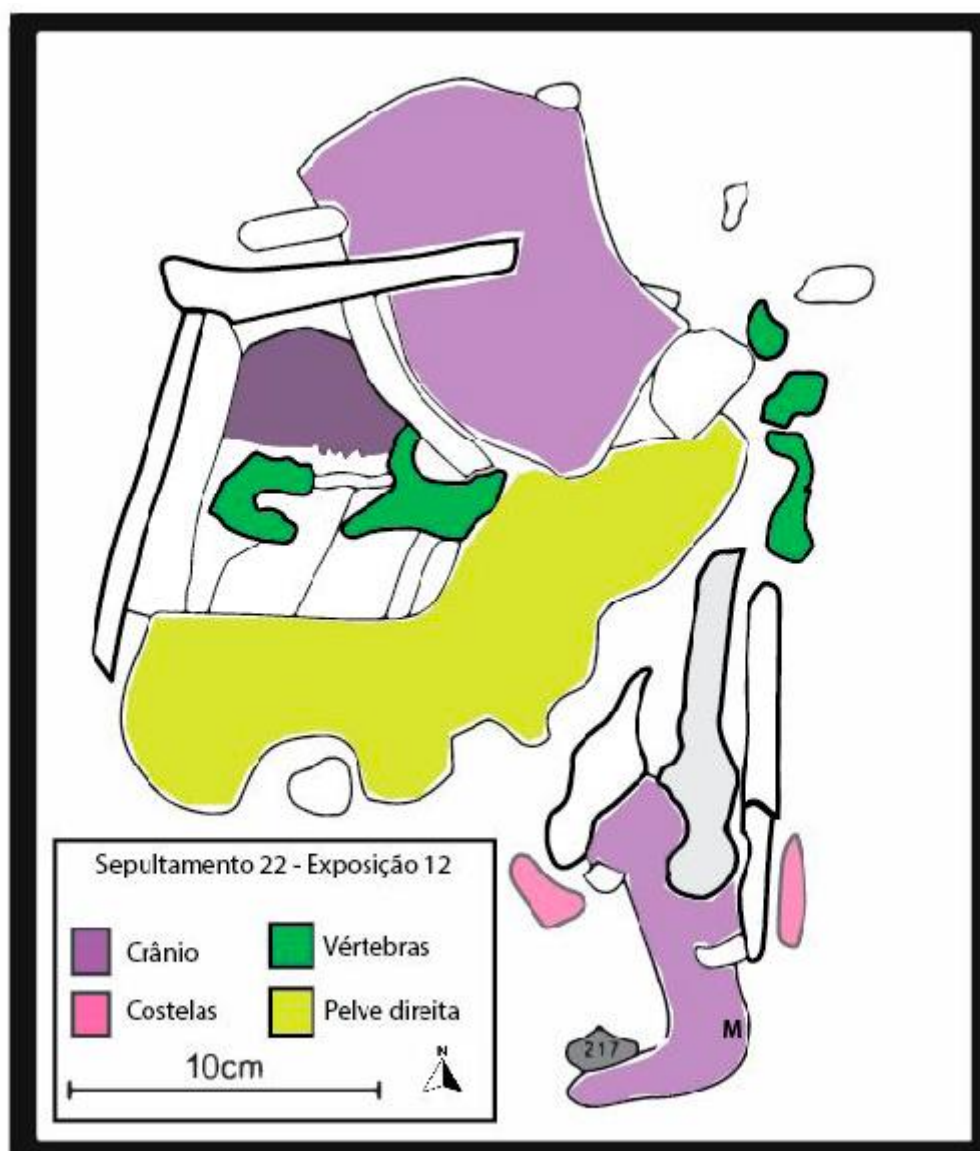 M
217
Sepultamento 22 - Exposição 12
Crânio
Vértebras
Costelas
Pelve direita
10cm
N